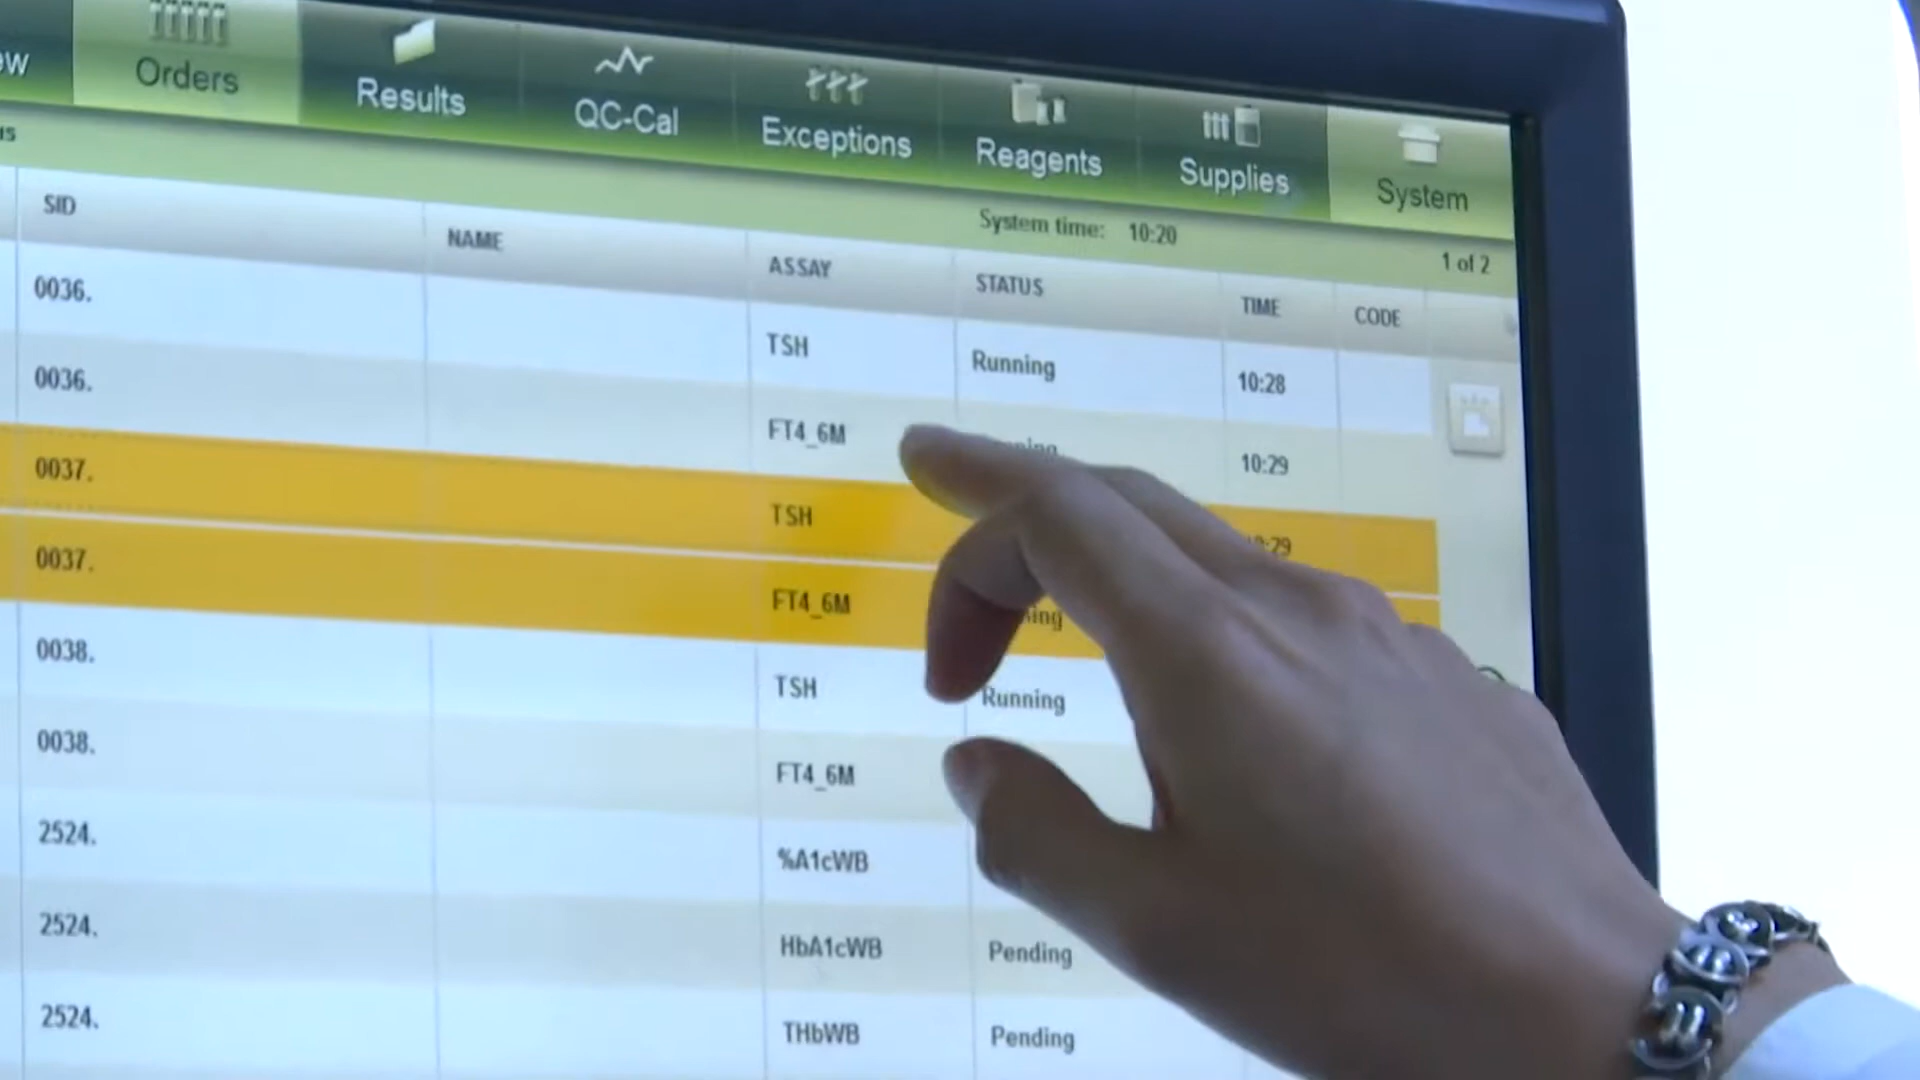 Orders Results QC-Cal Exceptions Reagents Supplies System
System time: 10:20
1 of 2
SID NAME ASSAY STATUS TIME CODE
0036. TSH Running 10:28
0036. FT4_6M 10:29
0037. TSH
0037. FT4_6M
0038. TSH Running
0038. FT4_6M
2524. %A1cWB
2524. HbA1cWB Pending
2524. THbWB Pending